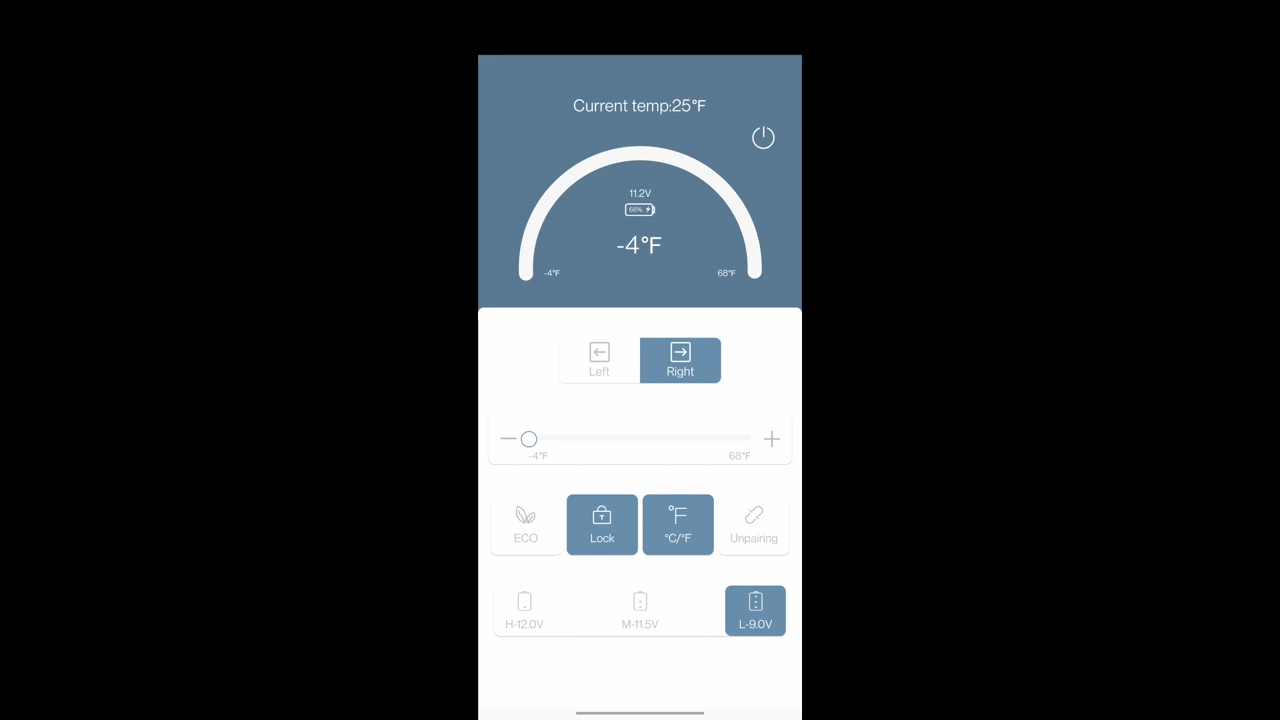 Current temp:25°F
11.2V
66%
-4°F
-4°F 68°F
Left Right
-4°F 68°F
ECO Lock °C/°F Unpairing
H-12.0V M-11.5V L-9.0V